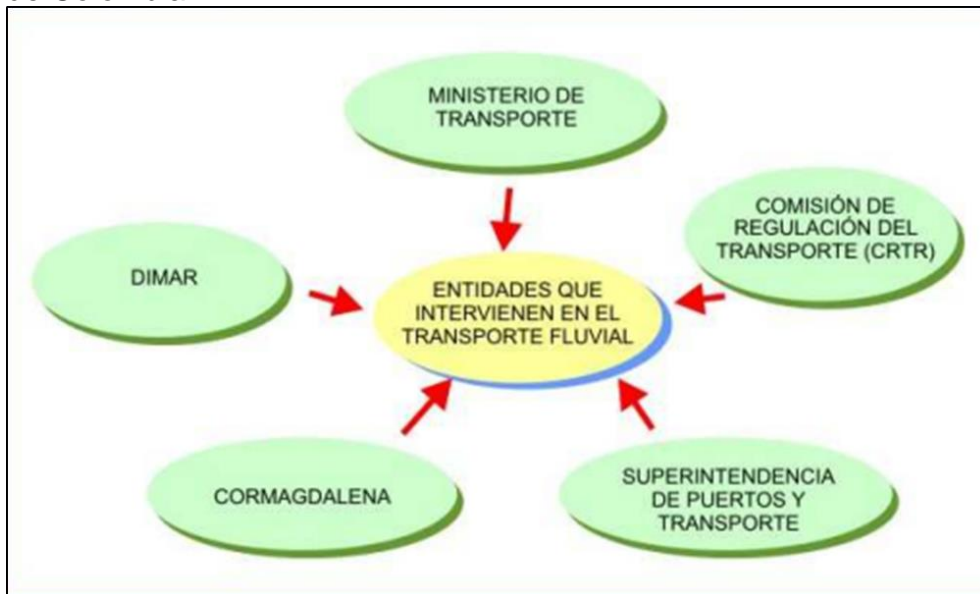 MINISTERIO DE
TRANSPORTE
COMISIÓN DE
REGULACIÓN DEL
TRANSPORTE (CRTR)
DIMAR
ENTIDADES QUE
INTERVIENEN EN EL
TRANSPORTE FLUVIAL
CORMAGDALENA
SUPERINTENDENCIA
DE PUERTOS Y
TRANSPORTE